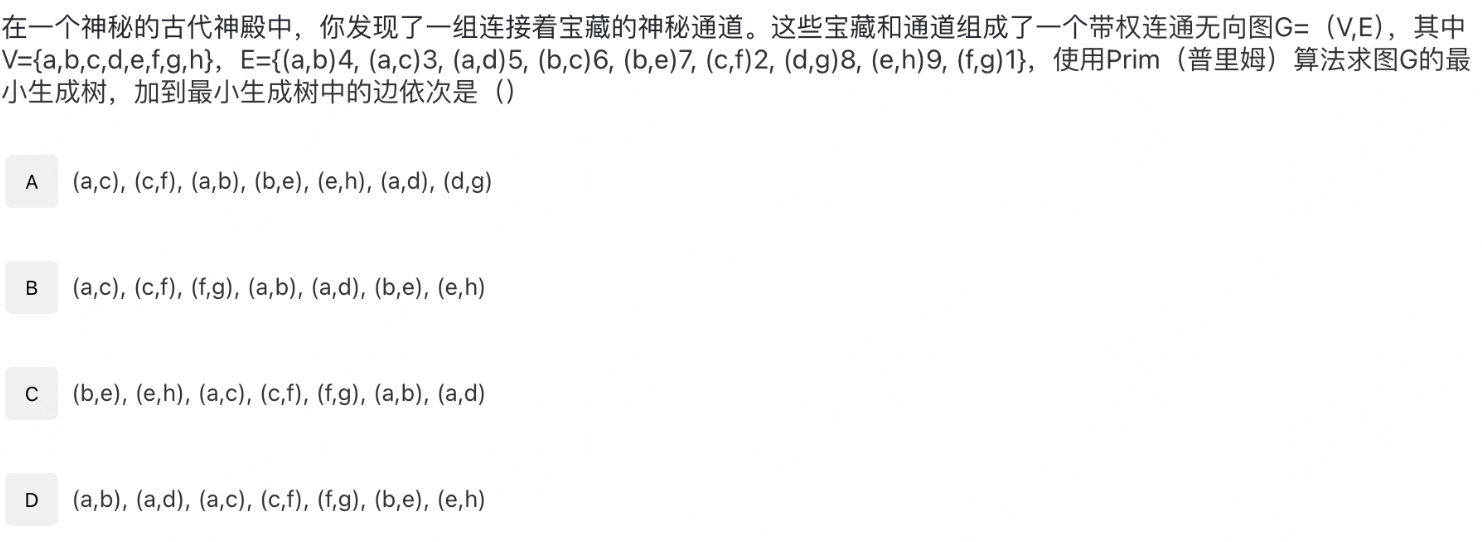 在一个神秘的古代神殿中，你发现了一组连接着宝藏的神秘通道。这些宝藏和通道组成了一个带权连通无向图G=（V,E），其中
V={a,b,c,d,e,f,g,h}，E={(a,b)4, (a,c)3, (a,d)5, (b,c)6, (b,e)7, (c,f)2, (d,g)8, (e,h)9, (f,g)1}，使用Prim（普里姆）算法求图G的最
小生成树，加到最小生成树中的边依次是（）
A (a,c), (c,f), (a,b), (b,e), (e,h), (a,d), (d,g)
B (a,c), (c,f), (f,g), (a,b), (a,d), (b,e), (e,h)
C (b,e), (e,h), (a,c), (c,f), (f,g), (a,b), (a,d)
D (a,b), (a,d), (a,c), (c,f), (f,g), (b,e), (e,h)